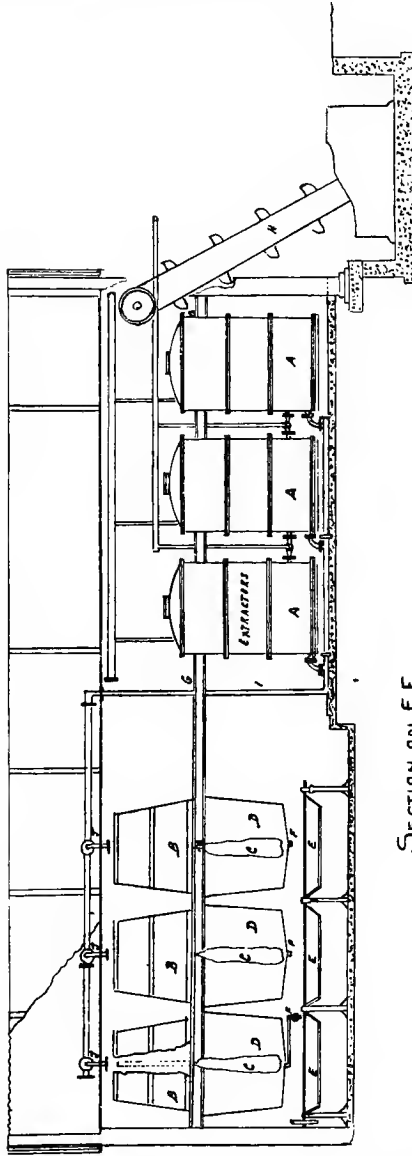 J J J
H
G
B B B
EXTRACTORS
A A A
I
D D D
C C C
F F F
E E E
SECTION ON E F